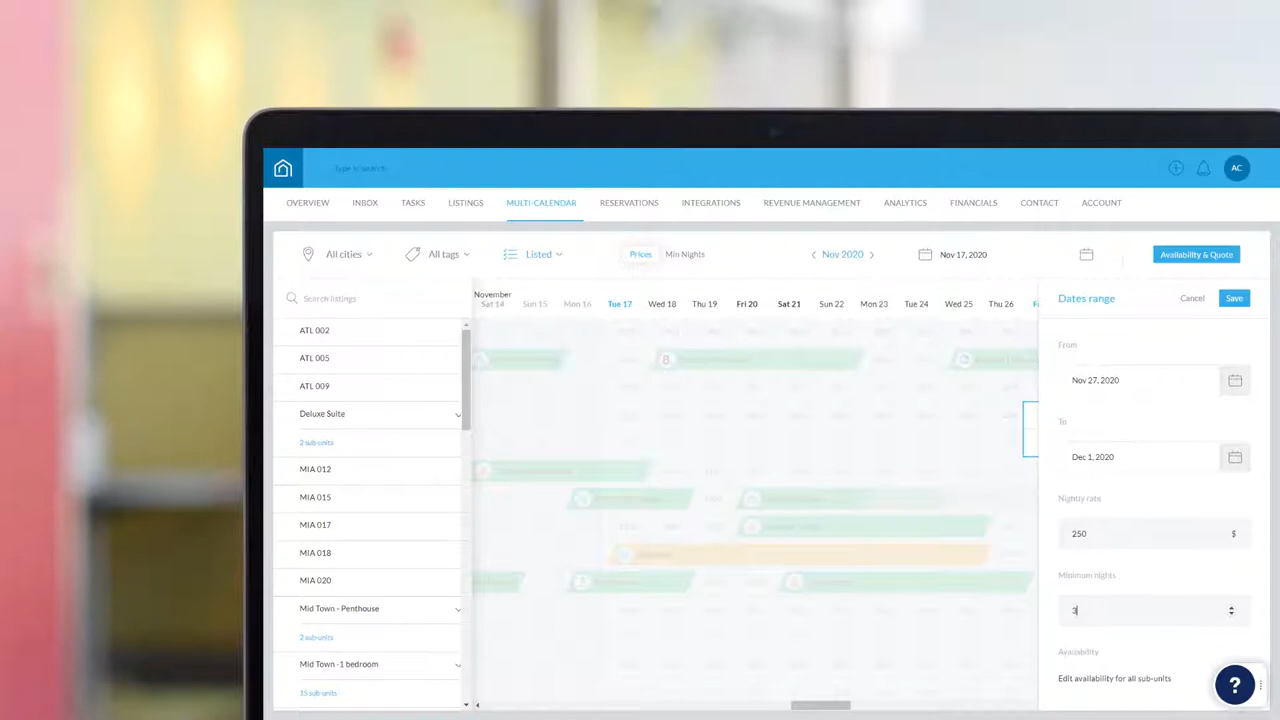 Type to search
AC
OVERVIEW INBOX TASKS LISTINGS MULTI-CALENDAR RESERVATIONS INTEGRATIONS REVENUE MANAGEMENT ANALYTICS FINANCIALS CONTACT ACCOUNT
All cities All tags Listed Prices Min Nights Nov 2020 Nov 17, 2020 Availability & Quote
Search listings
November
Sat 14 Sun 15 Mon 16 Tue 17 Wed 18 Thu 19 Fri 20 Sat 21 Sun 22 Mon 23 Tue 24 Wed 25 Thu 26
Dates range Cancel Save
ATL 002
ATL 005
ATL 009
Deluxe Suite
2 sub-units
MIA 012
MIA 015
MIA 017
MIA 018
MIA 020
Mid Town - Penthouse
2 sub-units
Mid Town -1 bedroom
15 sub-units
From
Nov 27, 2020
To
Dec 1, 2020
Nightly rate
250 $
Minimum nights
3
Availability
Edit availability for all sub-units
?